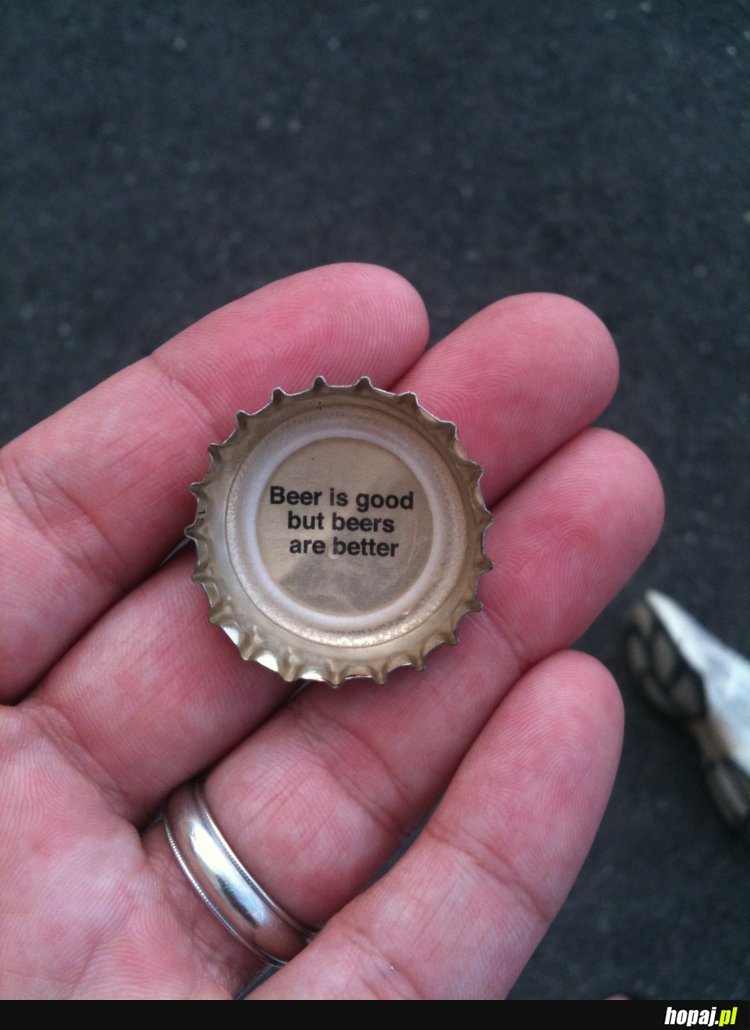 Beer is good
but beers
are better
hopaj.pl